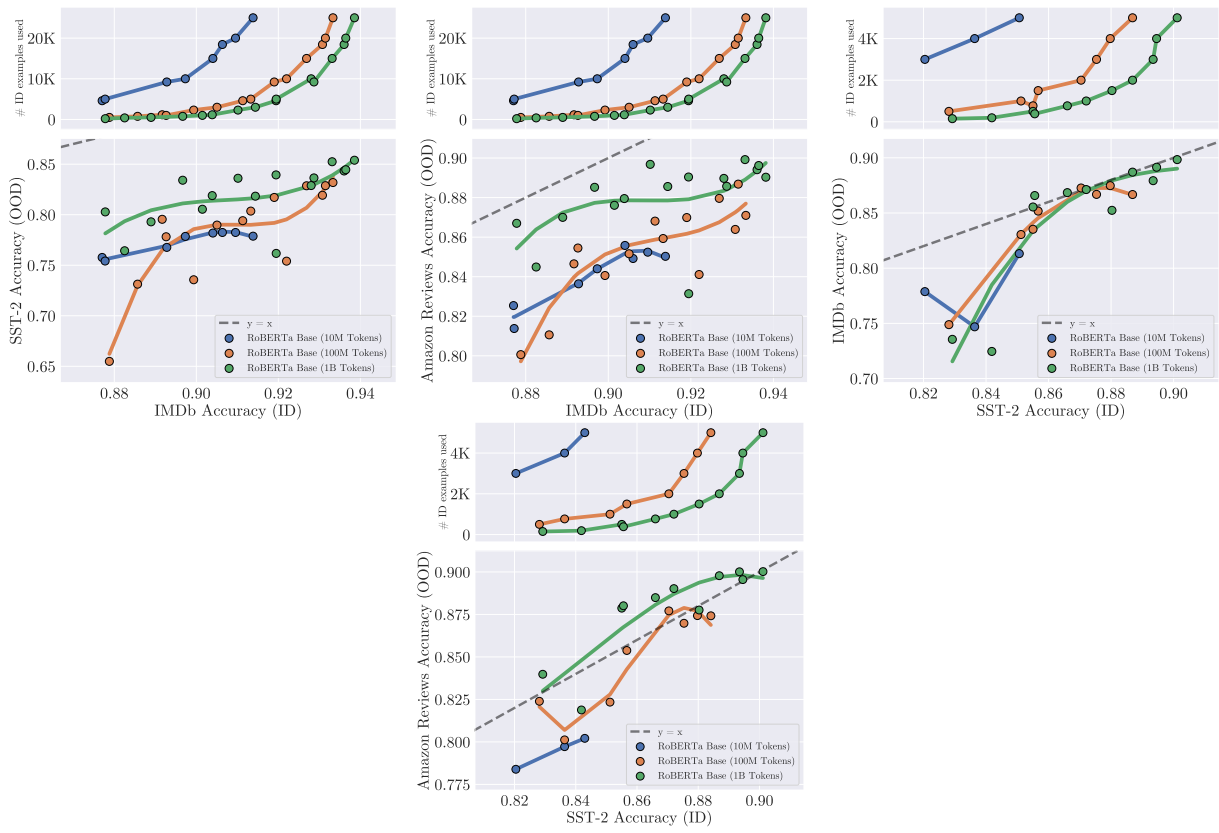 # ID examples used
20K
10K
0
SST-2 Accuracy (OOD)
0.85
0.80
0.75
0.70
0.65
y = x
RoBERTa Base (10M Tokens)
RoBERTa Base (100M Tokens)
RoBERTa Base (1B Tokens)
0.88
0.90
0.92
0.94
IMDb Accuracy (ID)
# ID examples used
20K
10K
0
Amazon Reviews Accuracy (OOD)
0.90
0.88
0.86
0.84
0.82
0.80
y = x
RoBERTa Base (10M Tokens)
RoBERTa Base (100M Tokens)
RoBERTa Base (1B Tokens)
0.88
0.90
0.92
0.94
IMDb Accuracy (ID)
# ID examples used
4K
2K
0
IMDb Accuracy (OOD)
0.90
0.85
0.80
0.75
0.70
y = x
RoBERTa Base (10M Tokens)
RoBERTa Base (100M Tokens)
RoBERTa Base (1B Tokens)
0.82
0.84
0.86
0.88
0.90
SST-2 Accuracy (ID)
# ID examples used
4K
2K
0
Amazon Reviews Accuracy (OOD)
0.900
0.875
0.850
0.825
0.800
0.775
y = x
RoBERTa Base (10M Tokens)
RoBERTa Base (100M Tokens)
RoBERTa Base (1B Tokens)
0.82
0.84
0.86
0.88
0.90
SST-2 Accuracy (ID)